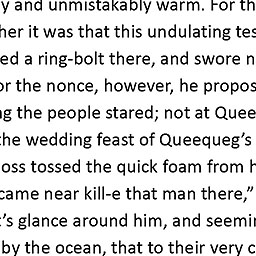 y and unmistakably warm. For th
her it was that this undulating tes
ed a ring-bolt there, and swore n
or the nonce, however, he propos
ng the people stared; not at Quee
the wedding feast of Queequeg’s
oss tossed the quick foam from h
came near kill-e that man there,”
t’s glance around him, and seemi
by the ocean, that to their very c